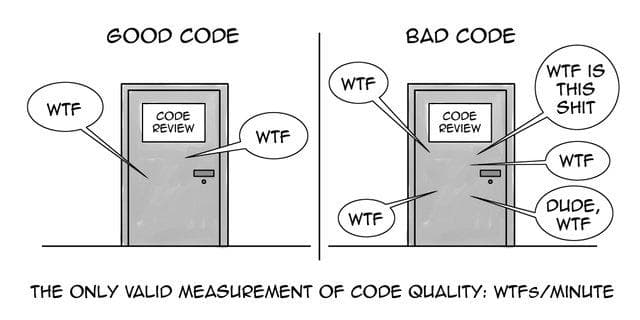 GOOD CODE
WTF
CODE
REVIEW
WTF
BAD CODE
WTF
CODE
REVIEW
WTF IS
THIS
SHIT
WTF
WTF
DUDE,
WTF
THE ONLY VALID MEASUREMENT OF CODE QUALITY: WTFs/MINUTE